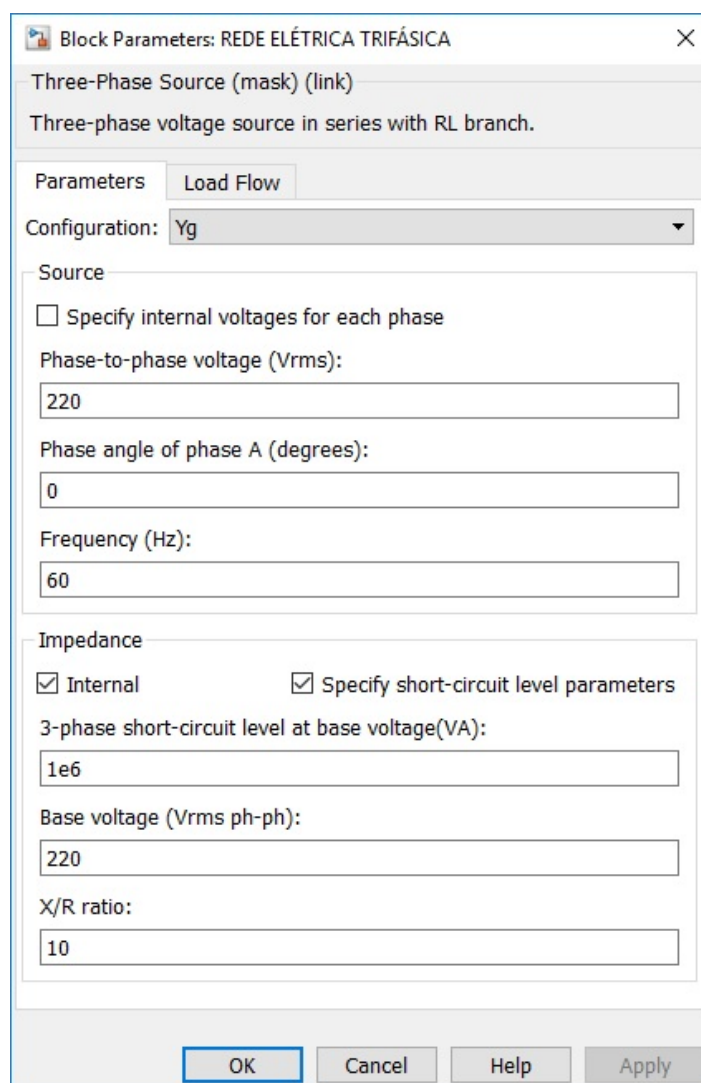 Block Parameters: REDE ELÉTRICA TRIFÁSICA
Three-Phase Source (mask) (link)
Three-phase voltage source in series with RL branch.
Parameters Load Flow
Configuration: Yg
Source
Specify internal voltages for each phase
Phase-to-phase voltage (Vrms):
220
Phase angle of phase A (degrees):
0
Frequency (Hz):
60
Impedance
Internal Specify short-circuit level parameters
3-phase short-circuit level at base voltage(VA):
1e6
Base voltage (Vrms ph-ph):
220
X/R ratio:
10
OK Cancel Help Apply